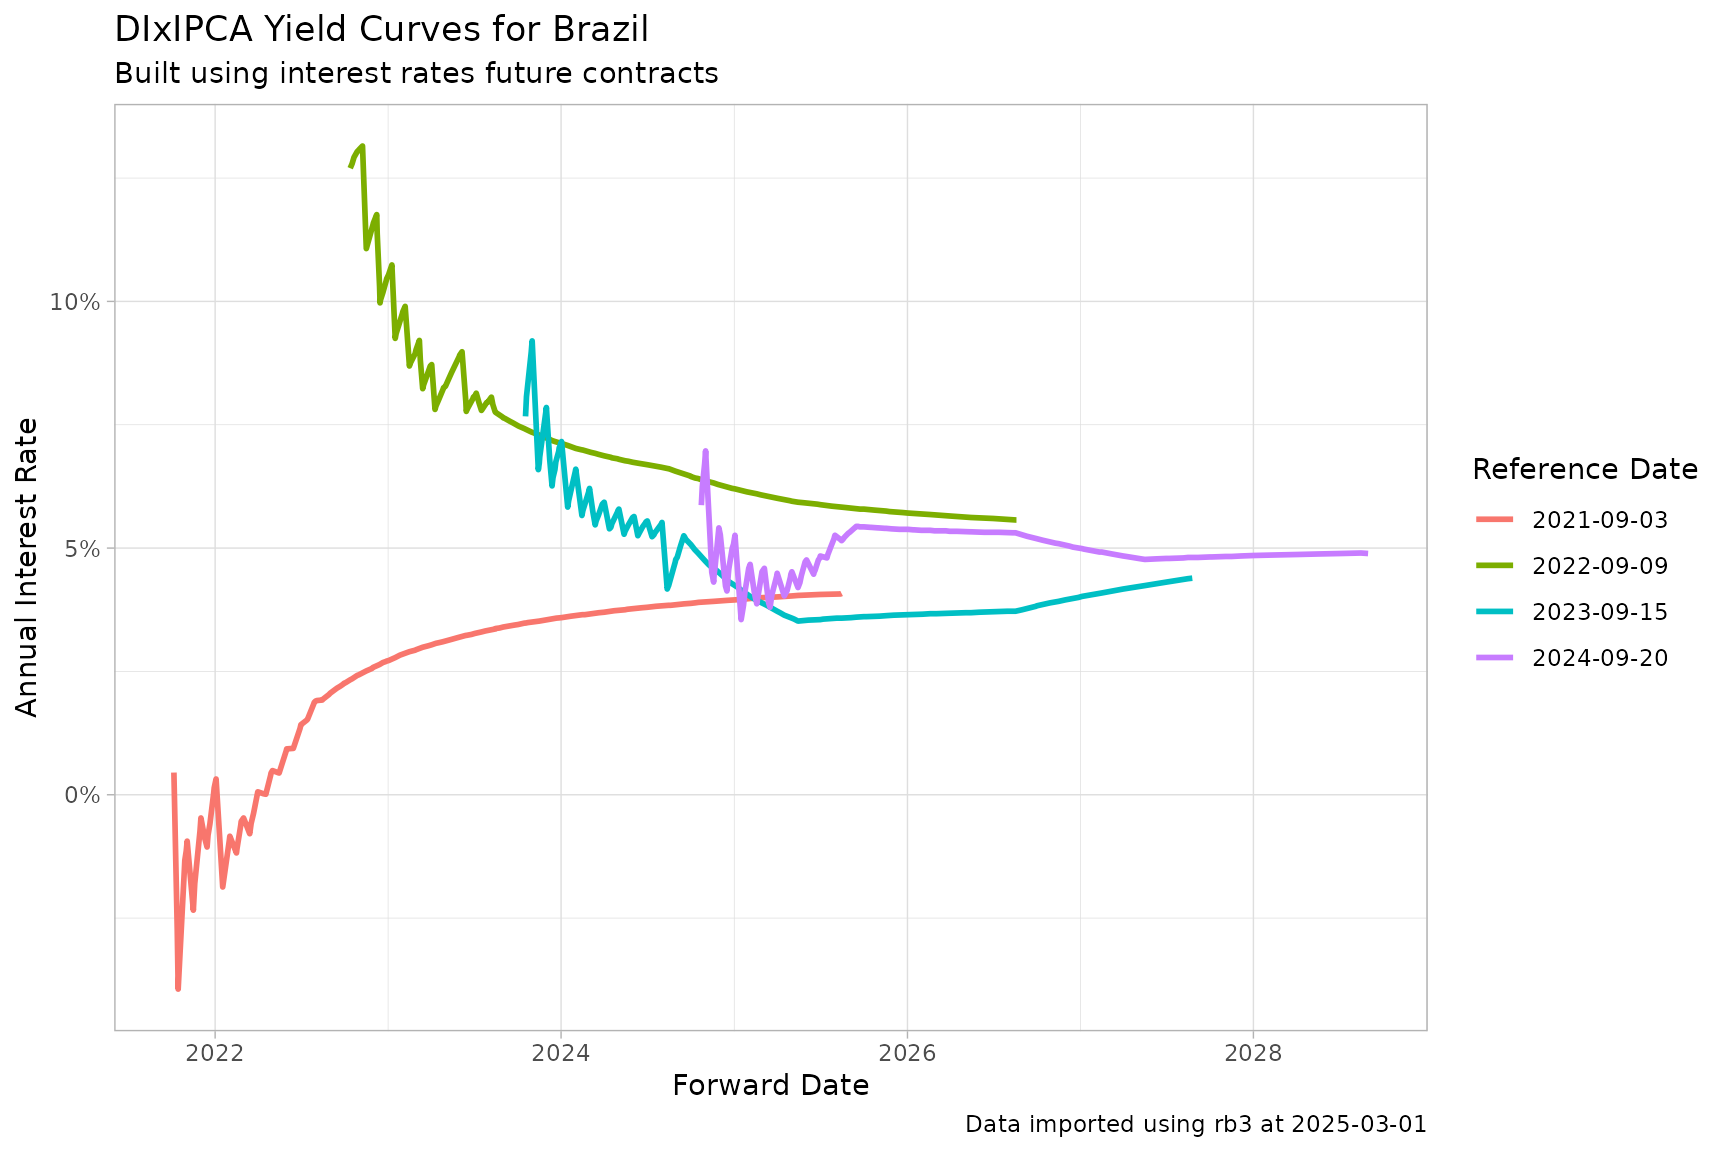 DIxIPCA Yield Curves for Brazil
Built using interest rates future contracts
Annual Interest Rate
10%
5%
0%
2022
2024
2026
2028
Forward Date
Reference Date
2021-09-03
2022-09-09
2023-09-15
2024-09-20
Data imported using rb3 at 2025-03-01